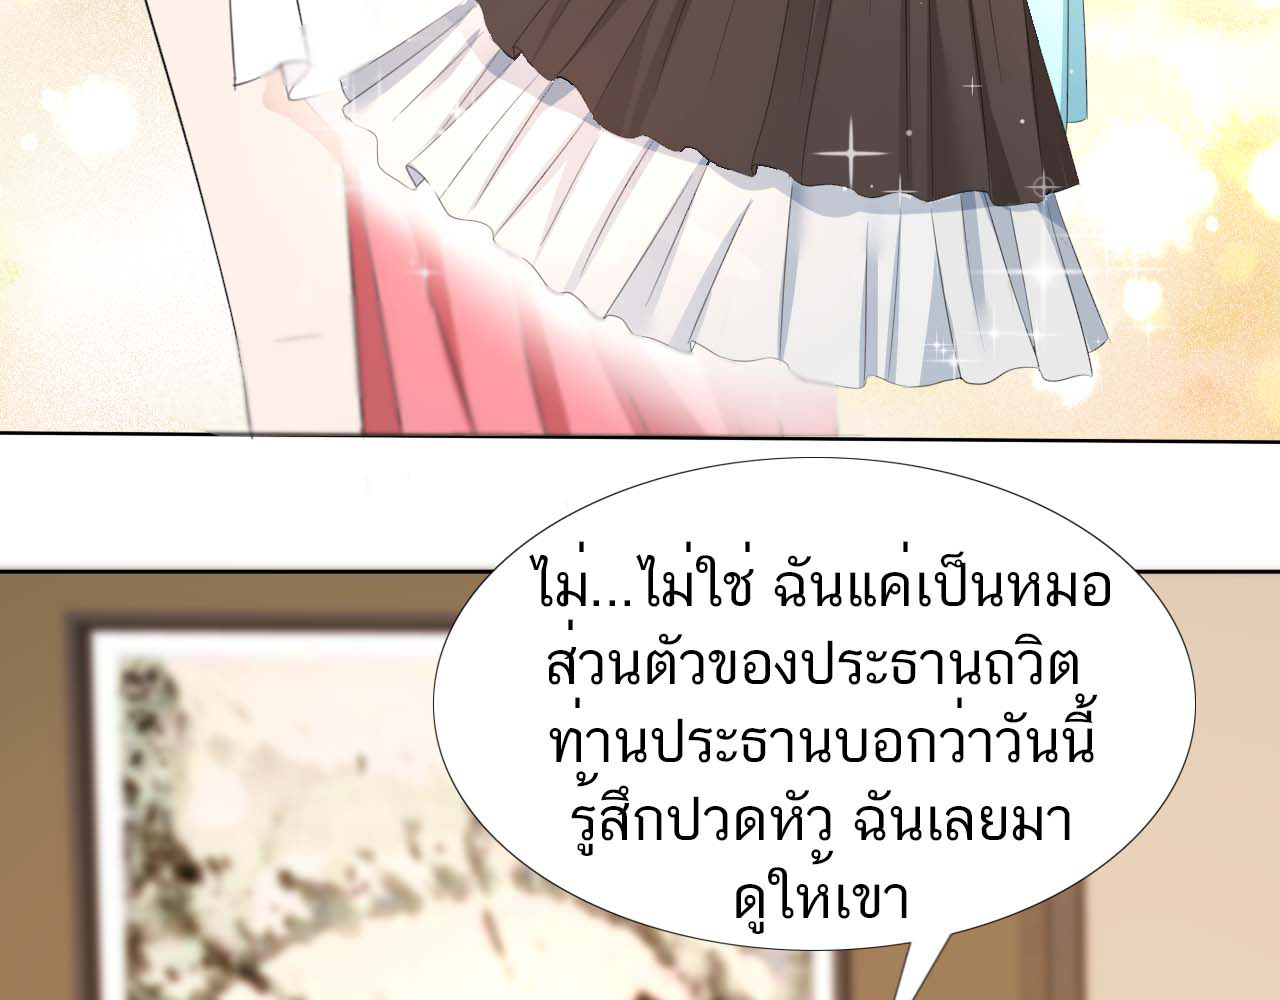 ไม่...ไม่ใช่ ฉันแค่เป็นหมอ
ส่วนตัวของประธานถวิต
ท่านประธานบอกว่าวันนี้
รู้สึกปวดหัว ฉันเลยมา
ดูให้เขา